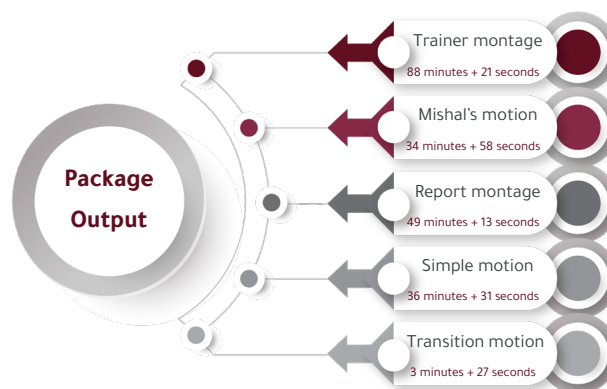 Package
Output
Trainer montage
88 minutes + 21 seconds
Mishal's motion
34 minutes + 58 seconds
Report montage
49 minutes + 13 seconds
Simple motion
36 minutes + 31 seconds
Transition motion
3 minutes + 27 seconds